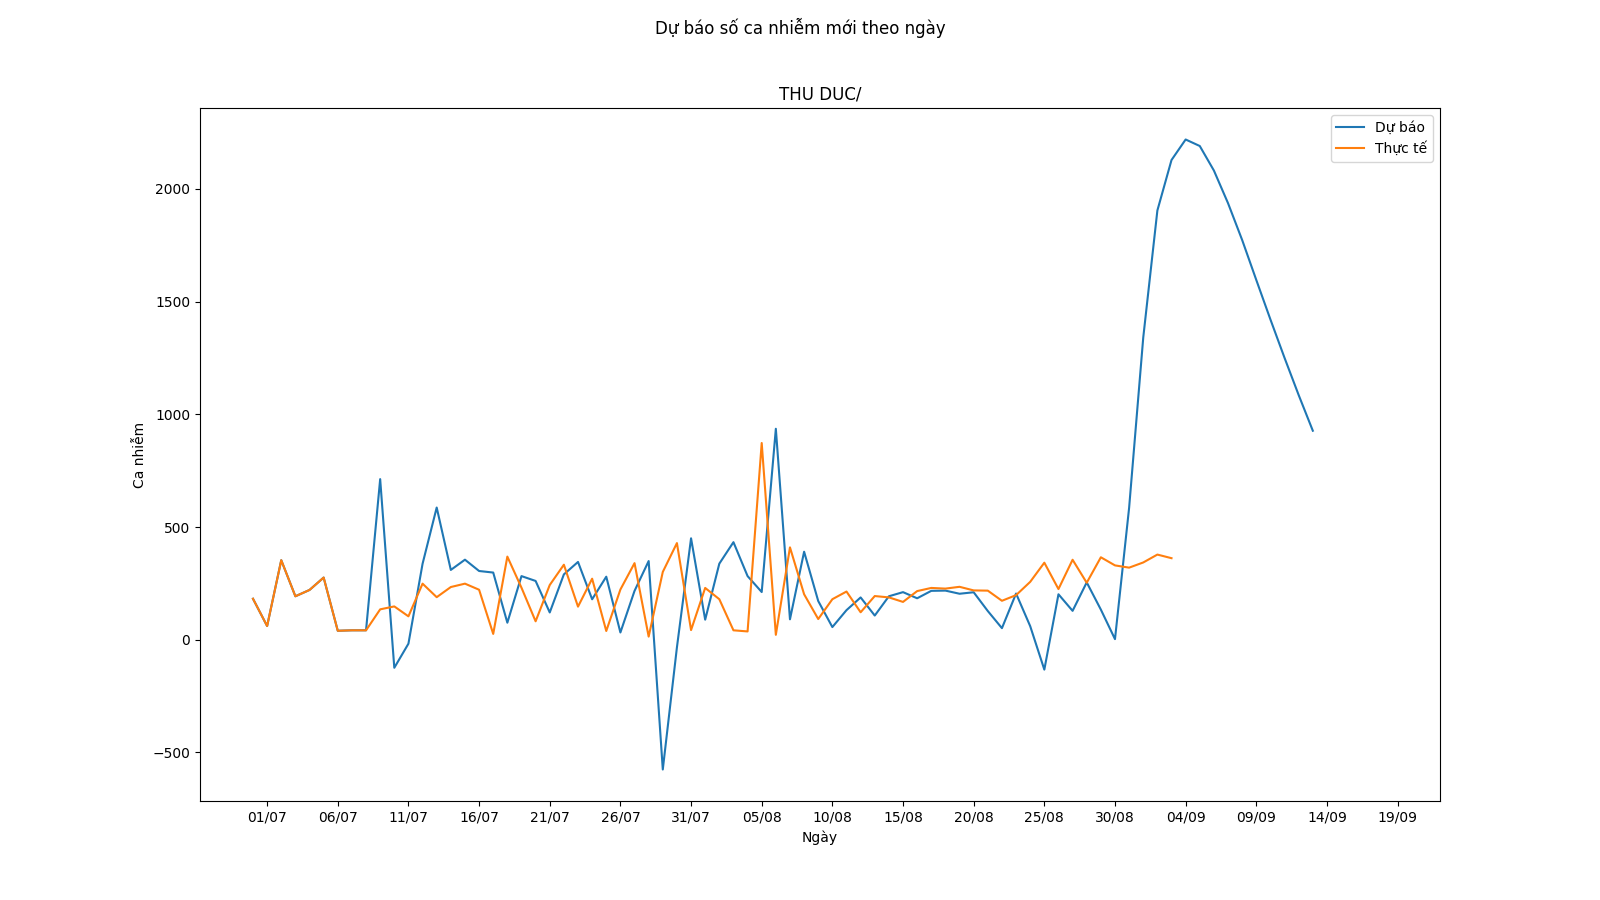 Dự báo số ca nhiễm mới theo ngày
THU DUC/
Dự báo
Thực tế
2000
1500
1000
500
0
−500
Ca nhiễm
01/07 06/07 11/07 16/07 21/07 26/07 31/07 05/08 10/08 15/08 20/08 25/08 30/08 04/09 09/09 14/09 19/09
Ngày